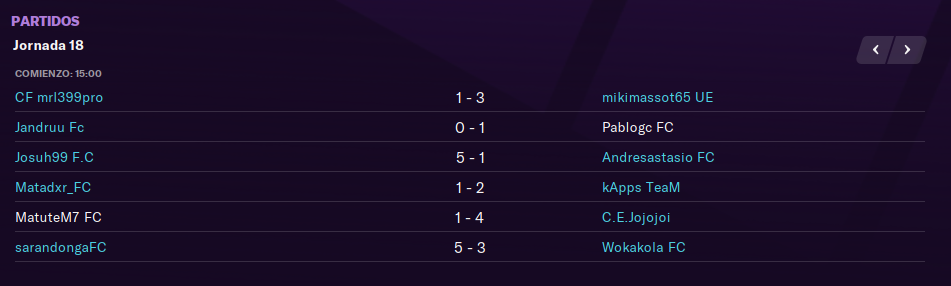 PARTIDOS
Jornada 18
COMIENZO: 15:00
CF mrl399pro 1 - 3 mikimassot65 UE
Jandruu Fc 0 - 1 Pablogc FC
Josuh99 F.C 5 - 1 Andresastasio FC
Matadxr_FC 1 - 2 kApps TeaM
MatuteM7 FC 1 - 4 C.E.Jojojoi
sarandongaFC 5 - 3 Wokakola FC